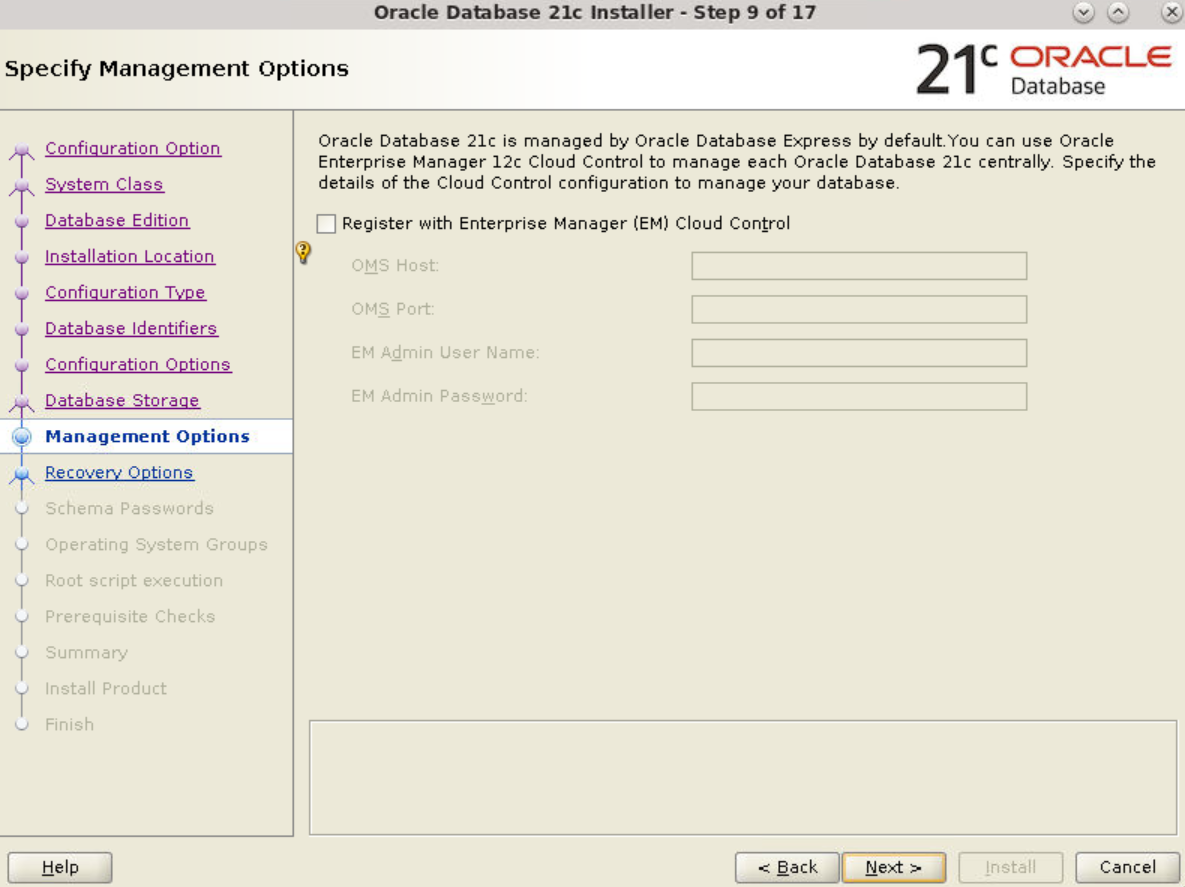 Oracle Database 21c Installer - Step 9 of 17
Specify Management Options
21c ORACLE
Database
Configuration Option
System Class
Database Edition
Installation Location
Configuration Type
Database Identifiers
Configuration Options
Database Storage
Management Options
Recovery Options
Schema Passwords
Operating System Groups
Root script execution
Prerequisite Checks
Summary
Install Product
Finish
Oracle Database 21c is managed by Oracle Database Express by default.You can use Oracle
Enterprise Manager 12c Cloud Control to manage each Oracle Database 21c centrally. Specify the
details of the Cloud Control configuration to manage your database.
Register with Enterprise Manager (EM) Cloud Control
OMS Host:
OMS Port:
EM Admin User Name:
EM Admin Password:
Help
< Back
Next >
Install
Cancel